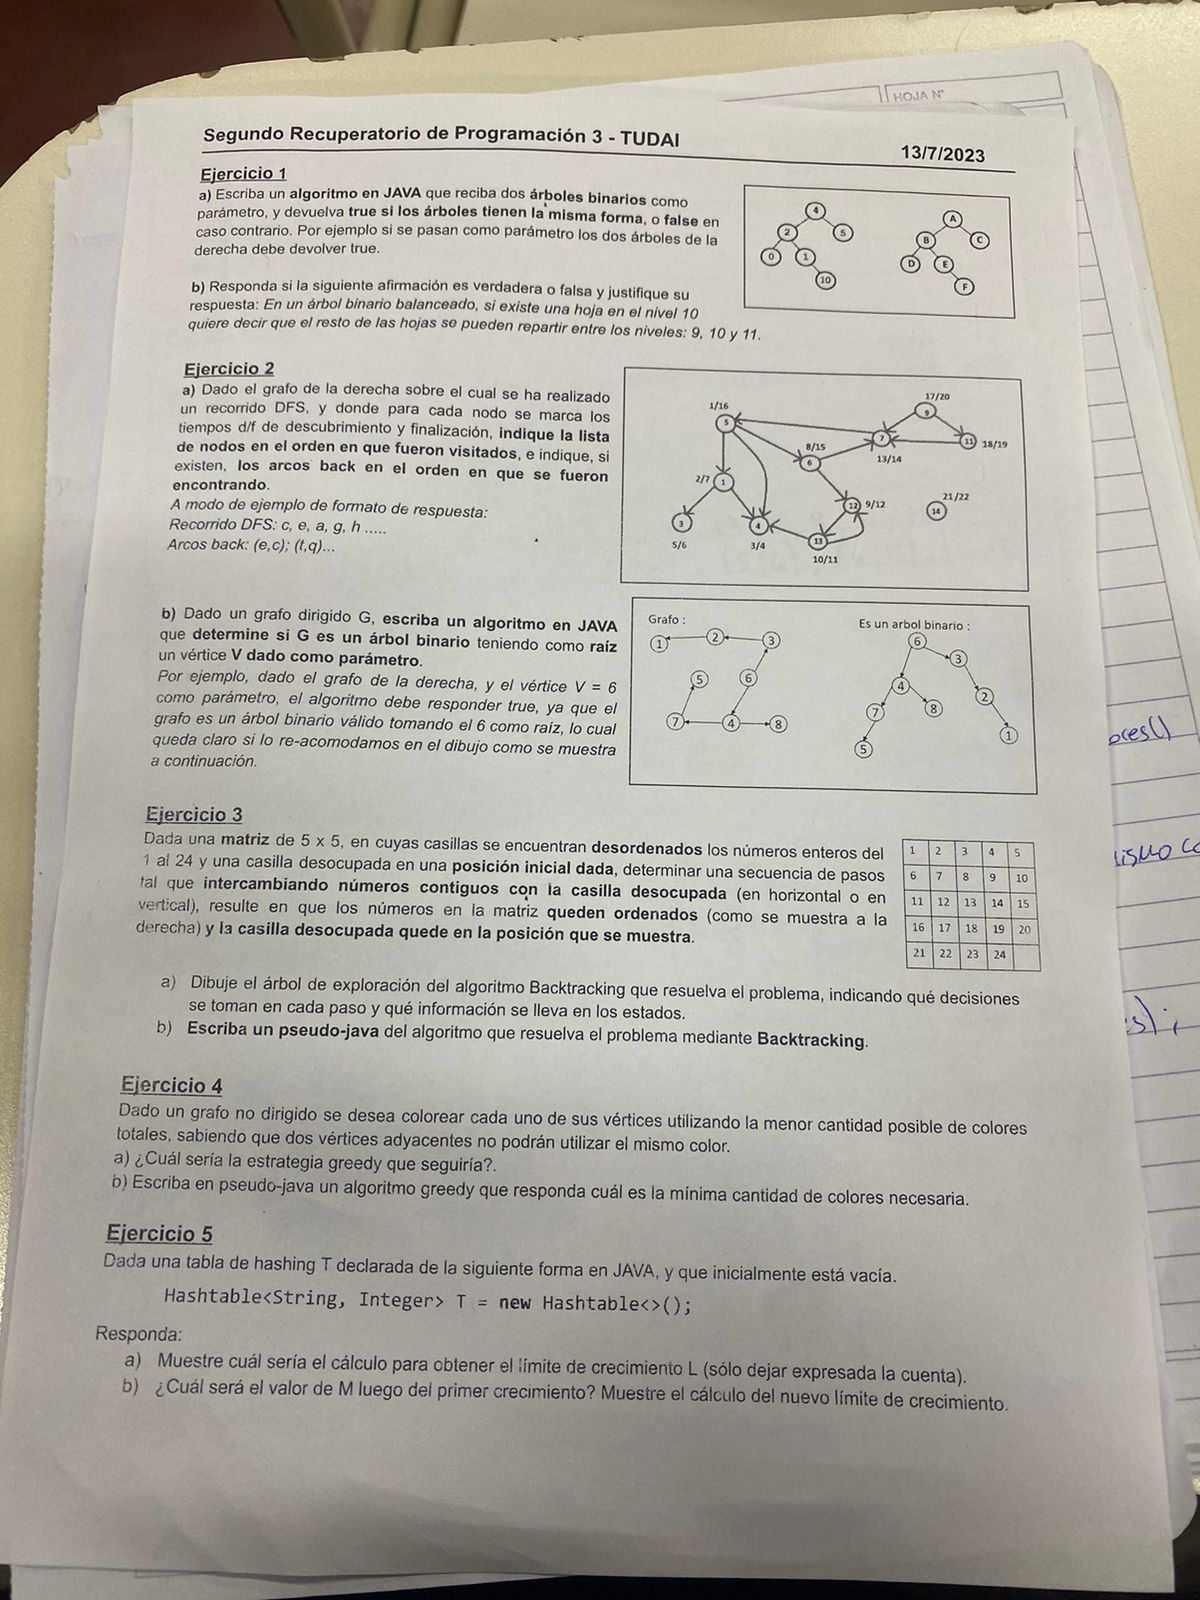 HOJA N°
Segundo Recuperatorio de Programación 3 - TUDAI
13/7/2023
Ejercicio 1
a) Escriba un algoritmo en JAVA que reciba dos árboles binarios como
parámetro, y devuelva true si los árboles tienen la misma forma, o false en
caso contrario. Por ejemplo si se pasan como parámetro los dos árboles de la
derecha debe devolver true.
4
2
5
0
1
10
A
B
C
D
E
F
b) Responda si la siguiente afirmación es verdadera o falsa y justifique su
respuesta: En un árbol binario balanceado, si existe una hoja en el nivel 10
quiere decir que el resto de las hojas se pueden repartir entre los niveles: 9, 10 y 11.
Ejercicio 2
a) Dado el grafo de la derecha sobre el cual se ha realizado
un recorrido DFS, y donde para cada nodo se marca los
tiempos d/f de descubrimiento y finalización, indique la lista
de nodos en el orden en que fueron visitados, e indique, si
existen, los arcos back en el orden en que se fueron
encontrando.
A modo de ejemplo de formato de respuesta:
Recorrido DFS: c, e, a, g, h .....
Arcos back: (e,c); (t,q)...
17/20
9
1/16
5
7
13/14
11
18/19
8/15
6
2/7
1
12
9/12
21/22
14
3
5/6
4
3/4
13
10/11
b) Dado un grafo dirigido G, escriba un algoritmo en JAVA
que determine si G es un árbol binario teniendo como raíz
un vértice V dado como parámetro.
Por ejemplo, dado el grafo de la derecha, y el vértice V = 6
como parámetro, el algoritmo debe responder true, ya que el
grafo es un árbol binario válido tomando el 6 como raíz, lo cual
queda claro si lo re-acomodamos en el dibujo como se muestra
a continuación.
Grafo :
1
2
3
5
6
7
4
8
Es un arbol binario :
6
3
4
2
7
8
1
5
Ejercicio 3
Dada una matriz de 5 x 5, en cuyas casillas se encuentran desordenados los números enteros del
1 al 24 y una casilla desocupada en una posición inicial dada, determinar una secuencia de pasos
tal que intercambiando números contiguos con la casilla desocupada (en horizontal o en
vertical), resulte en que los números en la matriz queden ordenados (como se muestra a la
derecha) y la casilla desocupada quede en la posición que se muestra.
1 2 3 4 5
6 7 8 9 10
11 12 13 14 15
16 17 18 19 20
21 22 23 24
a) Dibuje el árbol de exploración del algoritmo Backtracking que resuelva el problema, indicando qué decisiones
se toman en cada paso y qué información se lleva en los estados.
b) Escriba un pseudo-java del algoritmo que resuelva el problema mediante Backtracking.
Ejercicio 4
Dado un grafo no dirigido se desea colorear cada uno de sus vértices utilizando la menor cantidad posible de colores
totales, sabiendo que dos vértices adyacentes no podrán utilizar el mismo color.
a) ¿Cuál sería la estrategia greedy que seguiría?.
b) Escriba en pseudo-java un algoritmo greedy que responda cuál es la mínima cantidad de colores necesaria.
Ejercicio 5
Dada una tabla de hashing T declarada de la siguiente forma en JAVA, y que inicialmente está vacía.
Hashtable<String, Integer> T = new Hashtable<>();
Responda:
a) Muestre cuál sería el cálculo para obtener el límite de crecimiento L (sólo dejar expresada la cuenta).
b) ¿Cuál será el valor de M luego del primer crecimiento? Muestre el cálculo del nuevo límite de crecimiento.